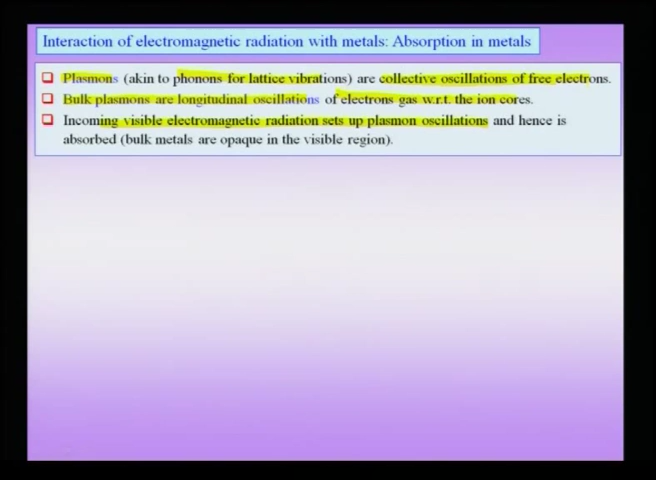 Interaction of electromagnetic radiation with metals: Absorption in metals
Plasmons (akin to phonons for lattice vibrations) are collective oscillations of free electrons.
Bulk plasmons are longitudinal oscillations of electrons gas w.r.t. the ion cores.
Incoming visible electromagnetic radiation sets up plasmon oscillations and hence is
absorbed (bulk metals are opaque in the visible region).